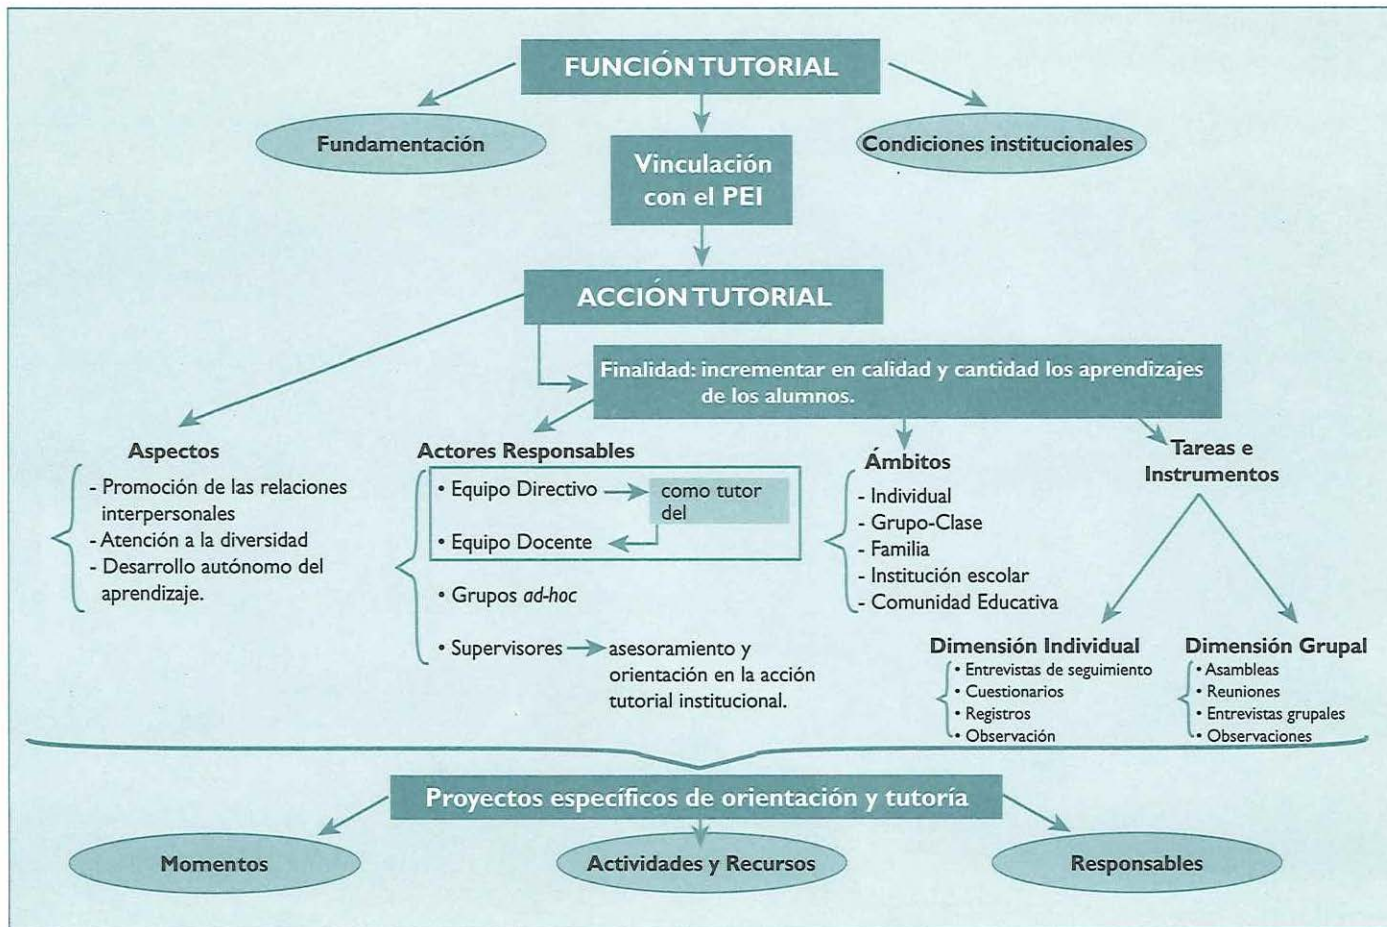 FUNCIÓN TUTORIAL
Fundamentación
Condiciones institucionales
Vinculación
con el PEI
ACCIÓN TUTORIAL
Finalidad: incrementar en calidad y cantidad los aprendizajes
de los alumnos.
Aspectos
- Promoción de las relaciones
interpersonales
- Atención a la diversidad
- Desarrollo autónomo del
aprendizaje.
Actores Responsables
• Equipo Directivo
como tutor
del
• Equipo Docente
• Grupos ad-hoc
• Supervisores
asesoramiento y
orientación en la acción
tutorial institucional.
Ámbitos
- Individual
- Grupo-Clase
- Familia
- Institución escolar
- Comunidad Educativa
Tareas e
Instrumentos
Dimensión Individual
• Entrevistas de seguimiento
• Cuestionarios
• Registros
• Observación
Dimensión Grupal
• Asambleas
• Reuniones
• Entrevistas grupales
• Observaciones
Proyectos específicos de orientación y tutoría
Momentos
Actividades y Recursos
Responsables